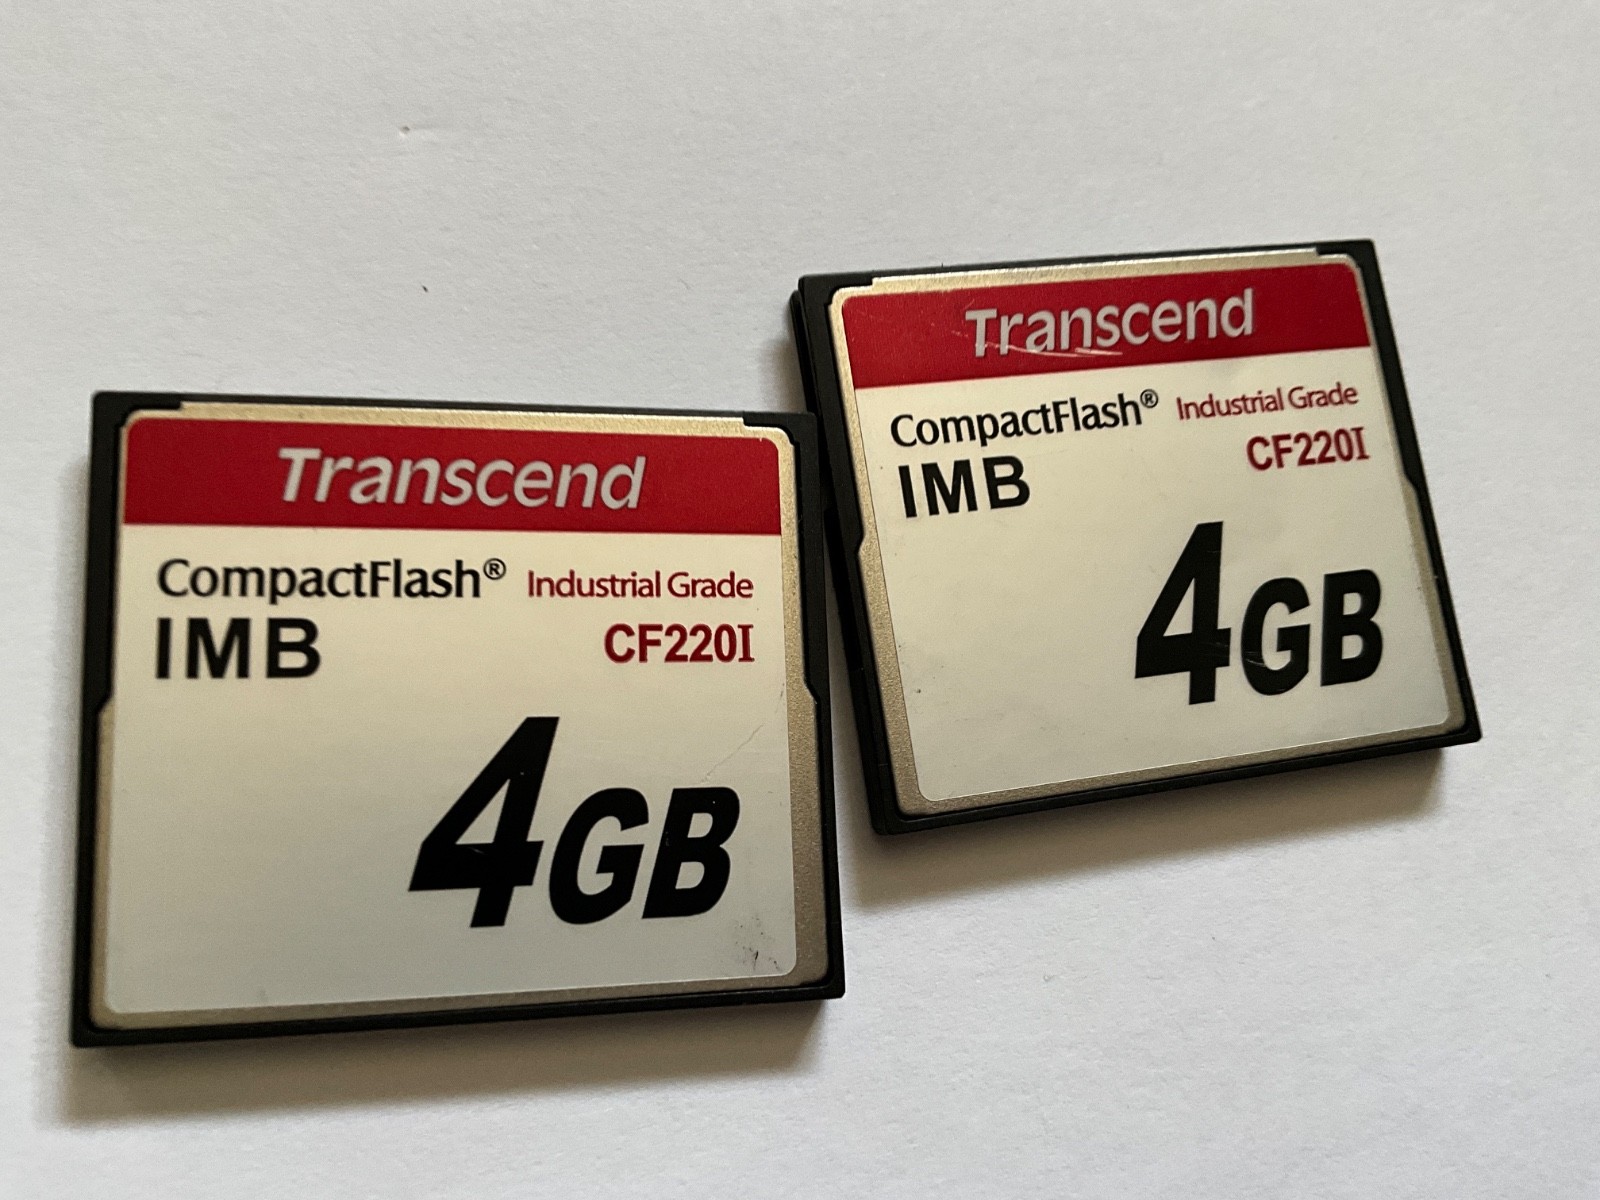 Transcend
CompactFlash® Industrial Grade
IMB CF220I
4GB
Transcend
CompactFlash® Industrial Grade
IMB CF220I
4GB